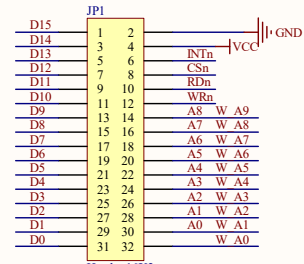 JP1
D15 1 2 GND
D14 3 4 VCC
D13 5 6 INTn
D12 7 8 CSn
D11 9 10 RDn
D10 11 12 WRn
D9 13 14 A8 W A9
D8 15 16 A7 W A8
D7 17 18 A6 W A7
D6 19 20 A5 W A6
D5 21 22 A4 W A5
D4 23 24 A3 W A4
D3 25 26 A2 W A3
D2 27 28 A1 W A2
D1 29 30 A0 W A1
D0 31 32 W A0